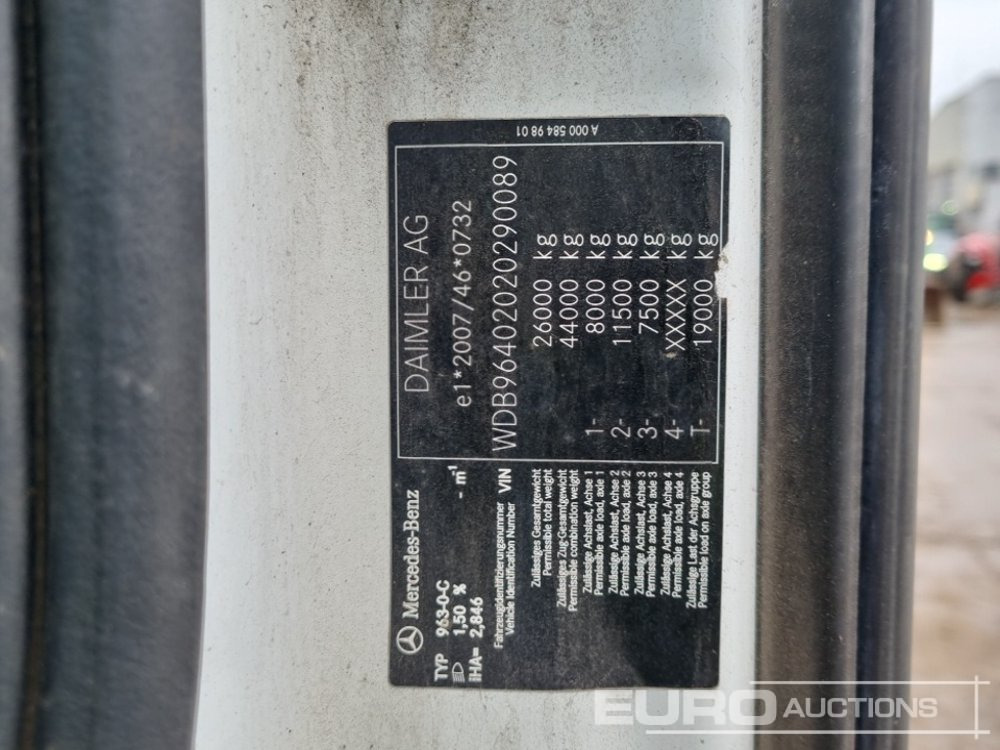 A 000 584 98 01
Mercedes-Benz DAIMLER AG
TYP 963-0-C - m⁻¹ e1*2007/46*0732
1,50 %
iHA= 2,846
Fahrzeugidentifizierungsnummer
Vehicle Identification Number VIN WDB96402020290089
Zulässiges Gesamtgewicht
Permissible total weight 26000 kg
Zulässiges Zug-Gesamtgewicht
Permissible combination weight 44000 kg
Zulässige Achslast, Achse 1
Permissible axle load, axle 1 1- 8000 kg
Zulässige Achslast, Achse 2
Permissible axle load, axle 2 2- 11500 kg
Zulässige Achslast, Achse 3
Permissible axle load, axle 3 3- 7500 kg
Zulässige Achslast, Achse 4
Permissible axle load, axle 4 4- XXXXX kg
Zulässige Last der Achsgruppe
Permissible load on axle group T- 19000 kg
EURO AUCTIONS